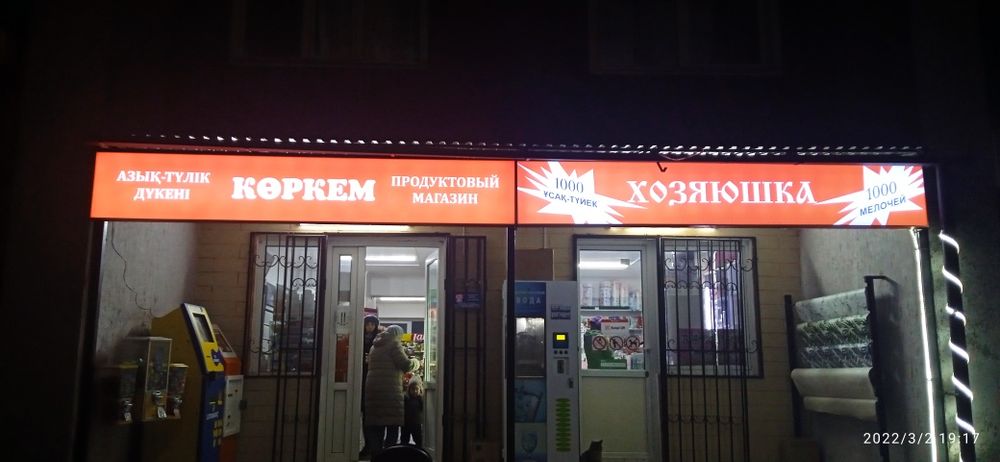 АЗЫҚ-ТҮЛІК
ДҮКЕНІ
КӨРКЕМ
ПРОДУКТОВЫЙ
МАГАЗИН
1000
ҰСАҚ-ТҮЙЕК
ХОЗЯЮШКА
1000
МЕЛОЧЕЙ
ВОДА
2022/3/2 19:17